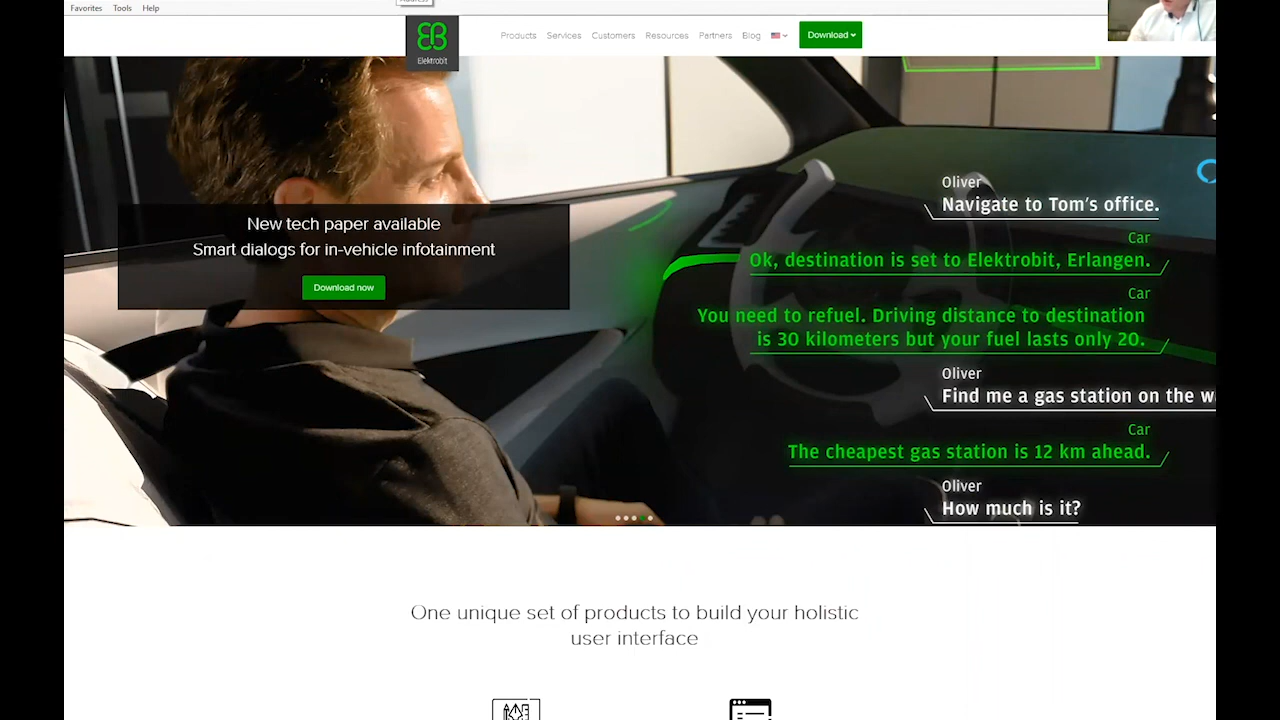 Favorites Tools Help
Elektrobit
Products Services Customers Resources Partners Blog Download
New tech paper available
Smart dialogs for in-vehicle infotainment
Download now
Oliver
Navigate to Tom's office.
Car
Ok, destination is set to Elektrobit, Erlangen.
Car
You need to refuel. Driving distance to destination
is 30 kilometers but your fuel lasts only 20.
Oliver
Find me a gas station on the
Car
The cheapest gas station is 12 km ahead.
Oliver
How much is it?
One unique set of products to build your holistic
user interface